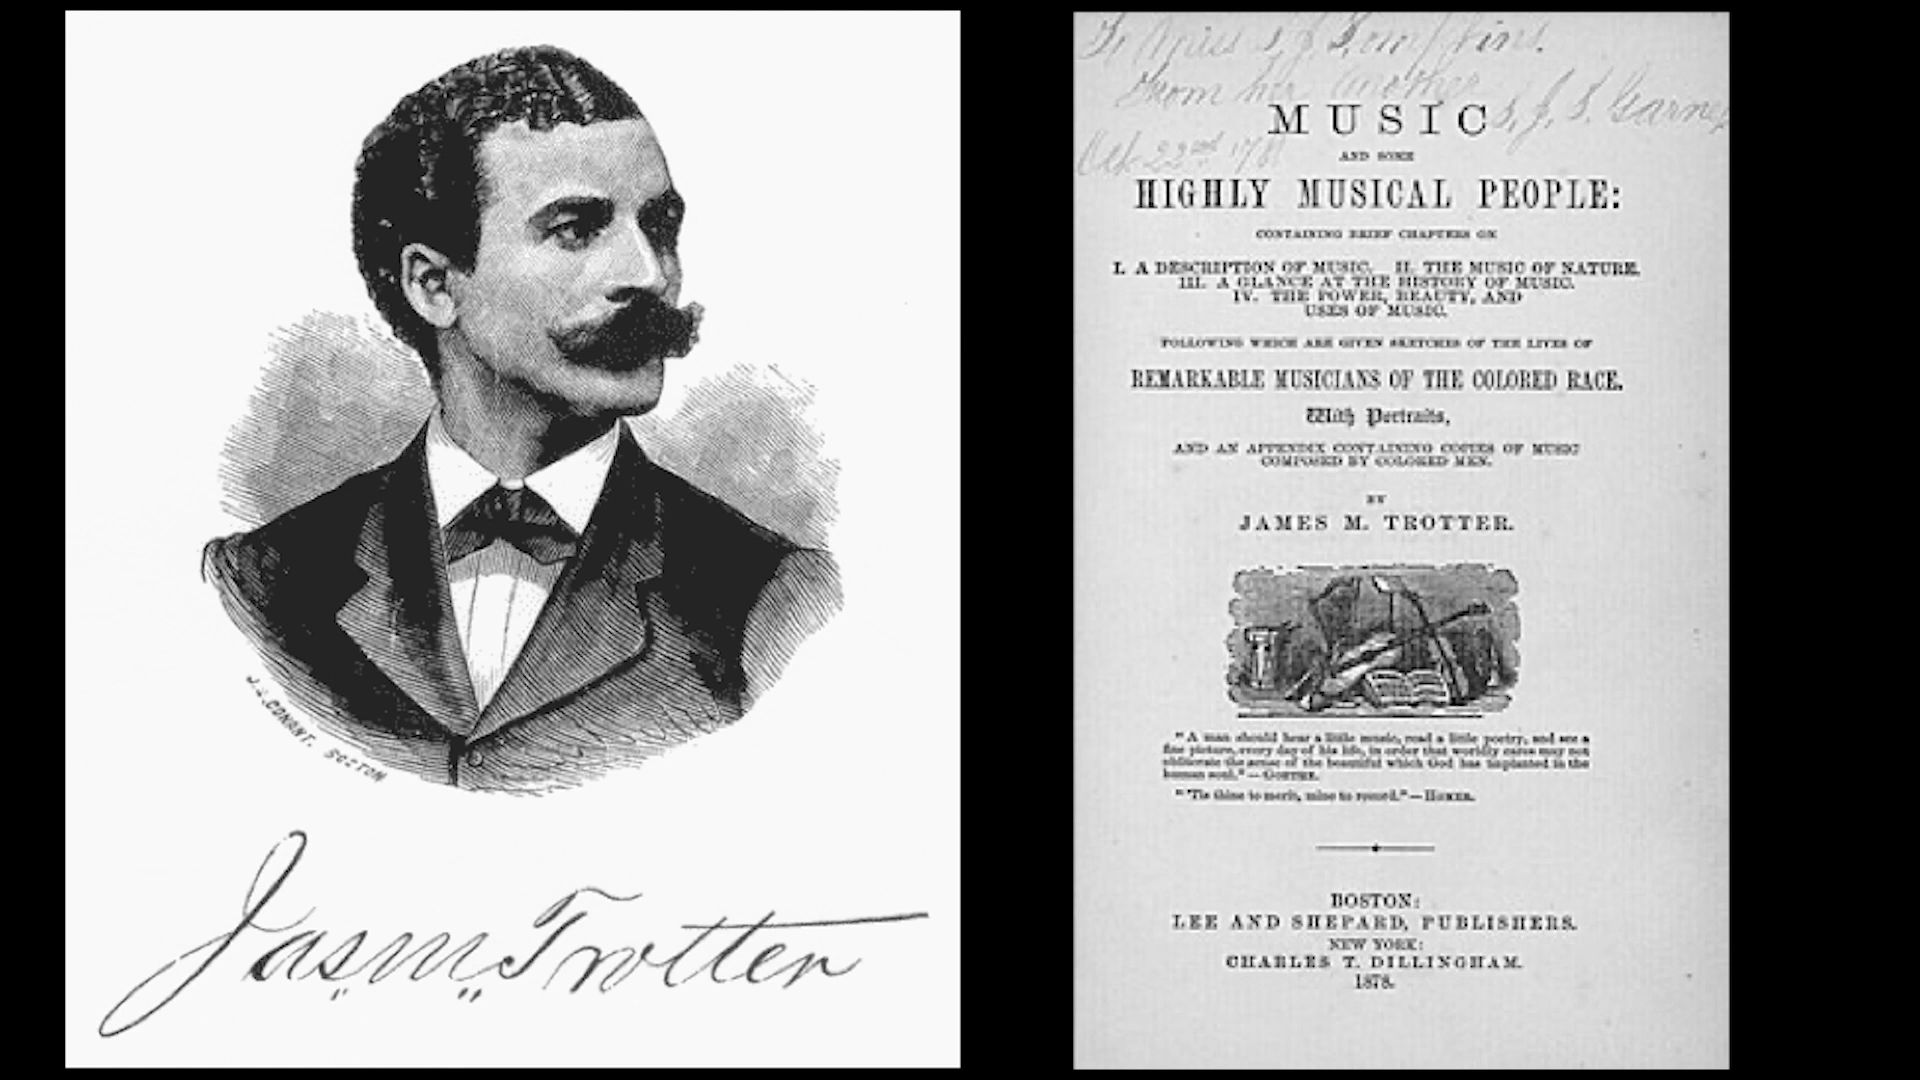 J.L. CONANT. SC
Jas. M. Trotter
To Miss S. J. S. Tompkins.
From her Mother
S. J. S. Garnet
Oct. 22nd
MUSIC
AND SOME
HIGHLY MUSICAL PEOPLE:
CONTAINING BRIEF CHAPTERS ON
I. A DESCRIPTION OF MUSIC. II. THE MUSIC OF NATURE.
III. A GLANCE AT THE HISTORY OF MUSIC.
IV. THE POWER, BEAUTY, AND
USES OF MUSIC.
FOLLOWING WHICH ARE GIVEN SKETCHES OF THE LIVES OF
REMARKABLE MUSICIANS OF THE COLORED RACE.
With Portraits,
AND AN APPENDIX CONTAINING COPIES OF MUSIC
COMPOSED BY COLORED MEN.
BY
JAMES M. TROTTER.
"A man should hear a little music, read a little poetry, and see a
fine picture, every day of his life, in order that worldly cares may not
obliterate the sense of the beautiful which God has implanted in the
human soul." — GOETHE.
"'Tis thine to merit, mine to record." — HOMER.
BOSTON:
LEE AND SHEPARD, PUBLISHERS.
NEW YORK:
CHARLES T. DILLINGHAM.
1878.